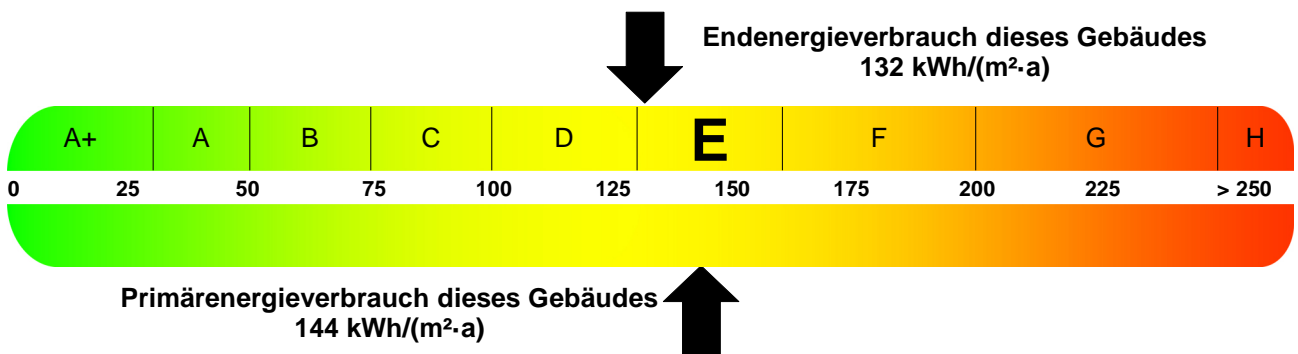 Endenergieverbrauch dieses Gebäudes
132 kWh/(m²·a)
A+ A B C D E F G H
0 25 50 75 100 125 150 175 200 225 > 250
Primärenergieverbrauch dieses Gebäudes
144 kWh/(m²·a)